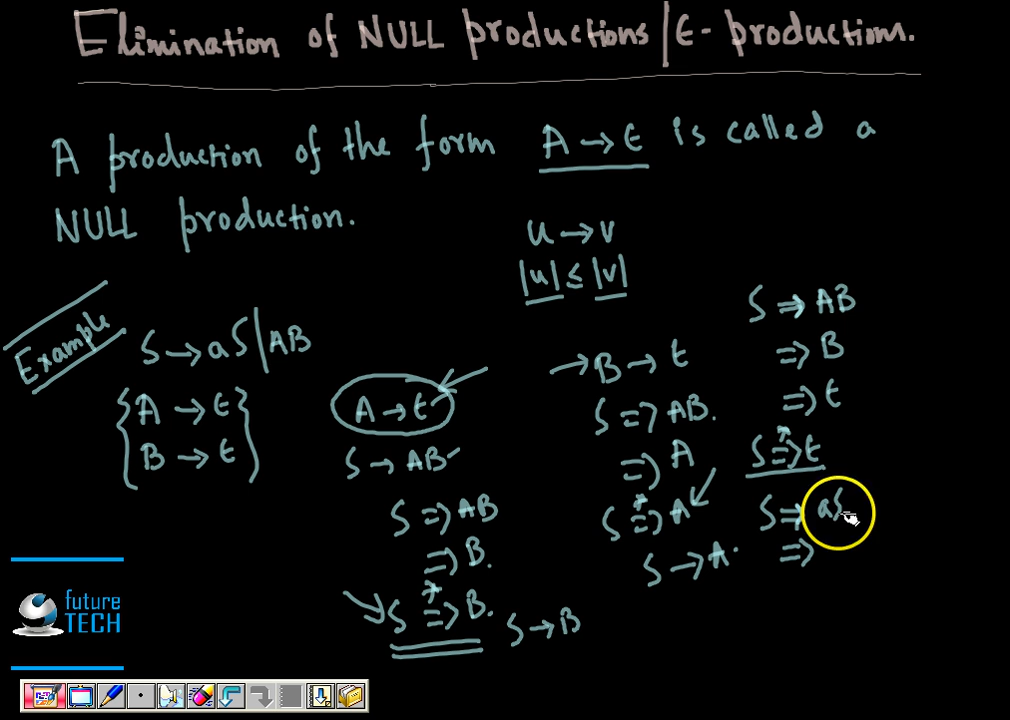 Elimination of NULL productions | ϵ- productions.
A production of the form A → ϵ is called a
NULL production.
u → v
|u| ≤ |v|
Example
S → aS | AB
{ A → ϵ
B → ϵ }
A → ϵ
S → AB
S ⇒ AB
⇒ B.
S ⇒* B.
S → B
→ B → ϵ
S ⇒ AB.
⇒ A
S ⇒* A
S → A.
S ⇒ AB
⇒ B
⇒ ϵ
S ⇒* ϵ
S ⇒ aS
⇒
future
TECH